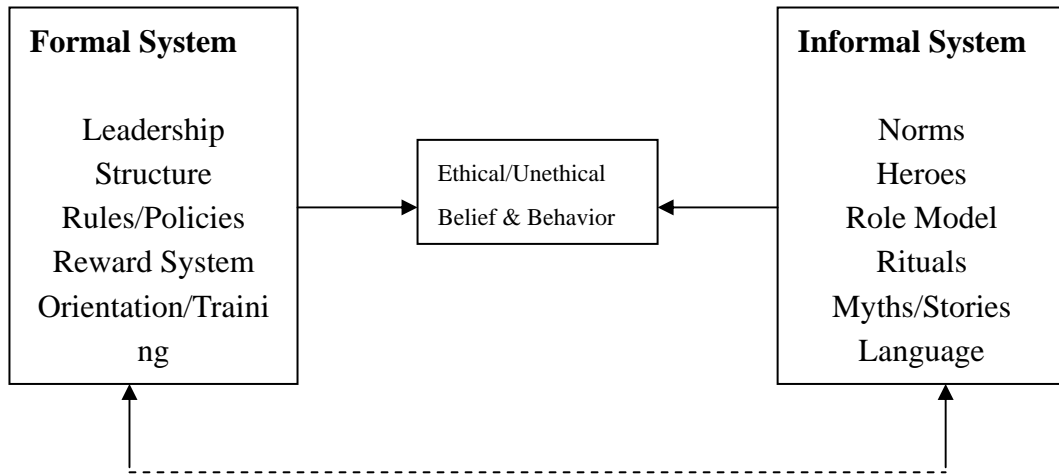 Formal System
Leadership
Structure
Rules/Policies
Reward System
Orientation/Traini
ng
Ethical/Unethical
Belief & Behavior
Informal System
Norms
Heroes
Role Model
Rituals
Myths/Stories
Language